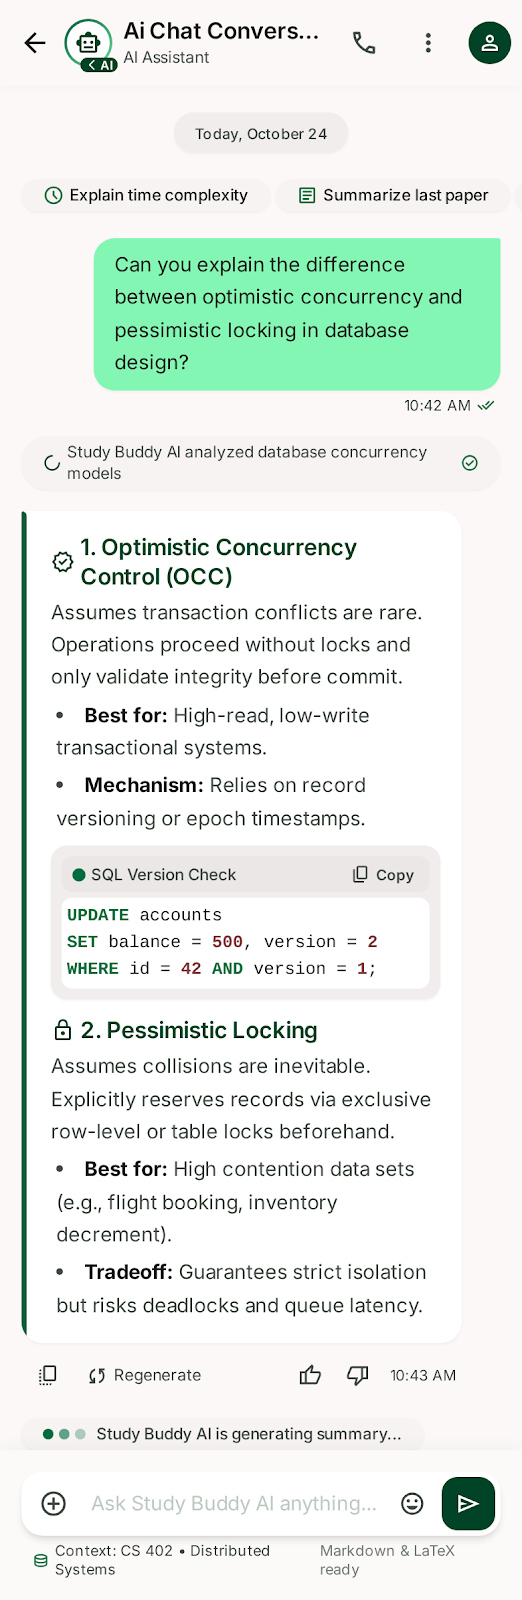 Ai Chat Convers...
AI
AI Assistant
Today, October 24
Explain time complexity
Summarize last paper
Can you explain the difference
between optimistic concurrency and
pessimistic locking in database
design?
10:42 AM
Study Buddy AI analyzed database concurrency
models
1. Optimistic Concurrency
Control (OCC)
Assumes transaction conflicts are rare.
Operations proceed without locks and
only validate integrity before commit.
• Best for: High-read, low-write
transactional systems.
• Mechanism: Relies on record
versioning or epoch timestamps.
SQL Version Check
Copy
UPDATE accounts
SET balance = 500, version = 2
WHERE id = 42 AND version = 1;
2. Pessimistic Locking
Assumes collisions are inevitable.
Explicitly reserves records via exclusive
row-level or table locks beforehand.
• Best for: High contention data sets
(e.g., flight booking, inventory
decrement).
• Tradeoff: Guarantees strict isolation
but risks deadlocks and queue latency.
Regenerate
10:43 AM
Study Buddy AI is generating summary...
Ask Study Buddy AI anything...
Context: CS 402 • Distributed
Systems
Markdown & LaTeX
ready